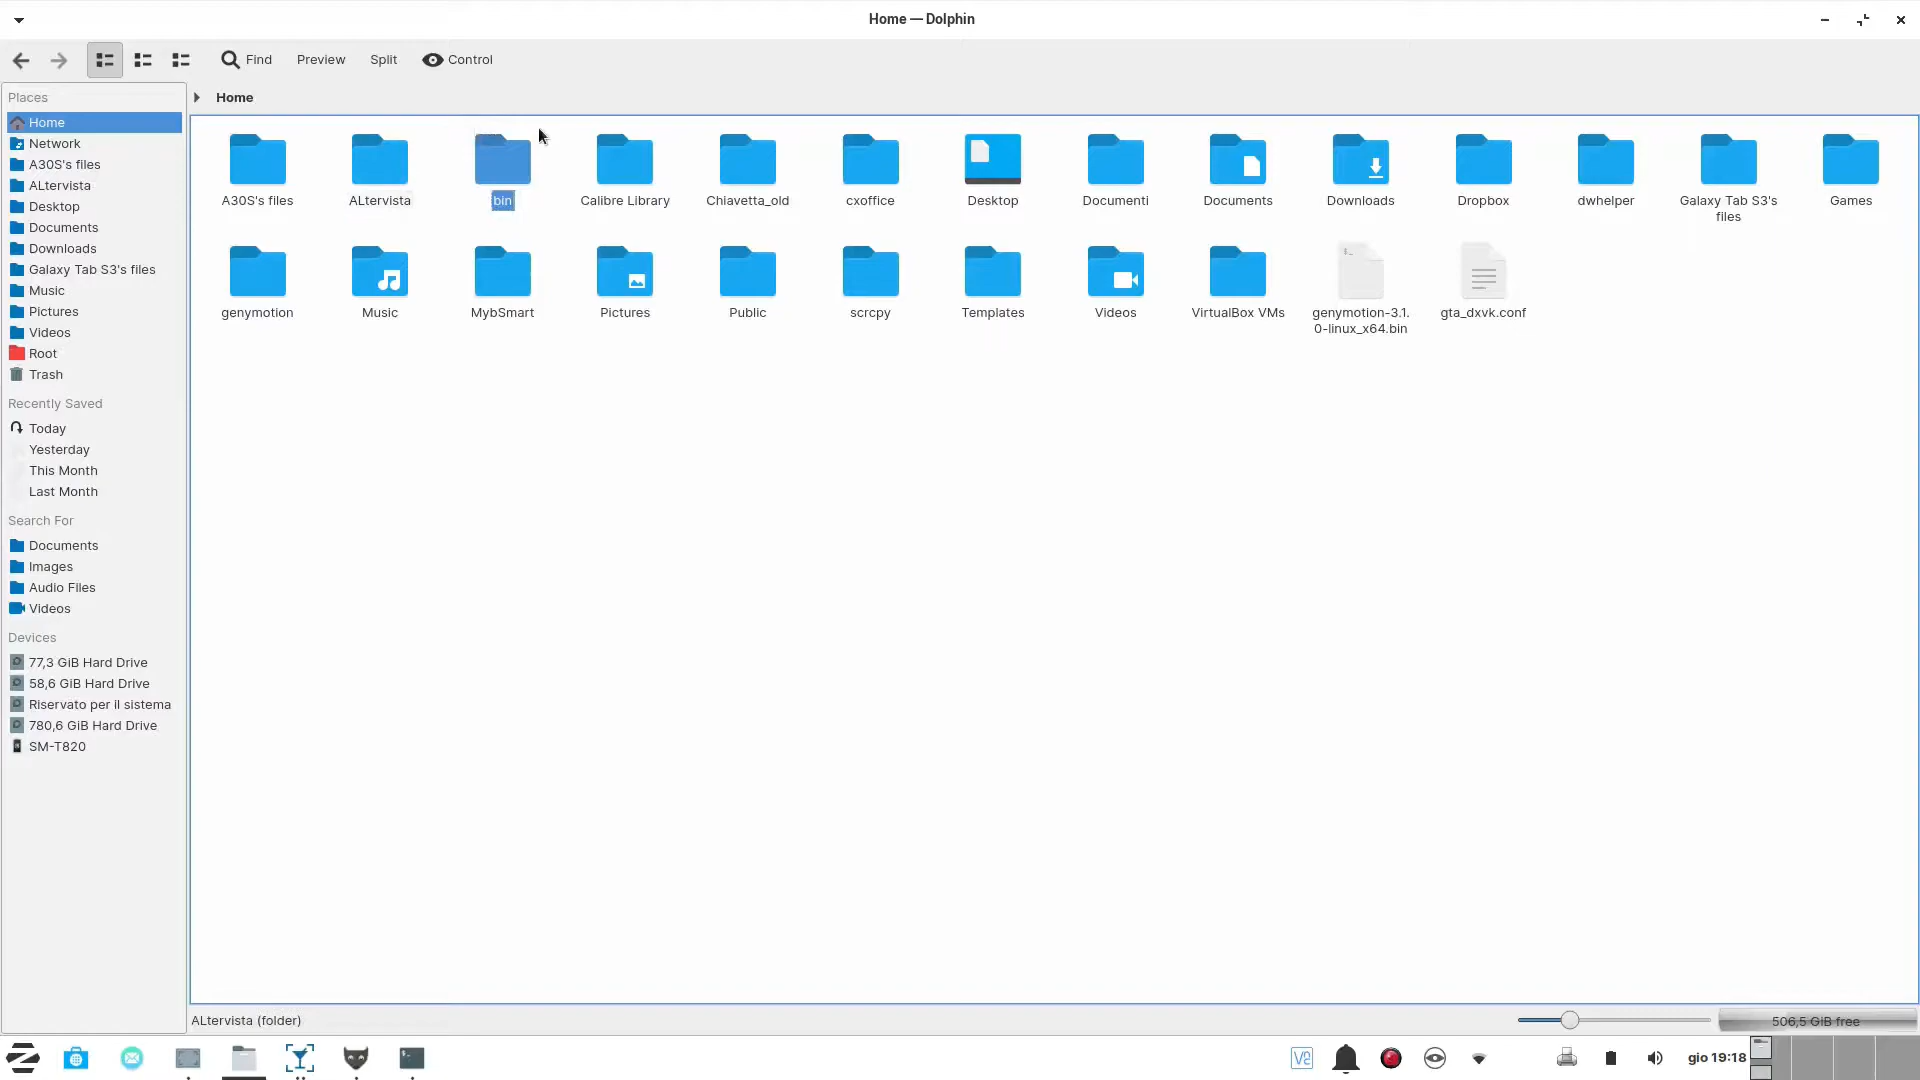 Home — Dolphin
Find
Preview
Split
Control
Places
Home
Network
A30S's files
ALtervista
Desktop
Documents
Downloads
Galaxy Tab S3's files
Music
Pictures
Videos
Root
Trash
Recently Saved
Today
Yesterday
This Month
Last Month
Search For
Documents
Images
Audio Files
Videos
Devices
77,3 GiB Hard Drive
58,6 GiB Hard Drive
Riservato per il sistema
780,6 GiB Hard Drive
SM-T820
Home
A30S's files
ALtervista
bin
Calibre Library
Chiavetta_old
cxoffice
Desktop
Documenti
Documents
Downloads
Dropbox
dwhelper
Galaxy Tab S3's
files
Games
genymotion
Music
MybSmart
Pictures
Public
scrcpy
Templates
Videos
VirtualBox VMs
genymotion-3.1.
0-linux_x64.bin
gta_dxvk.conf
ALtervista (folder)
506,5 GiB free
gio 19:18